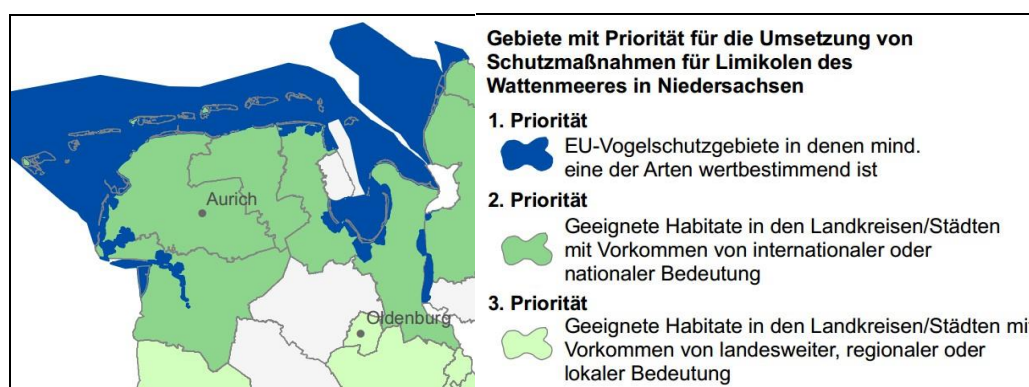 Aurich
Oldenburg
Gebiete mit Priorität für die Umsetzung von
Schutzmaßnahmen für Limikolen des
Wattenmeeres in Niedersachsen
1. Priorität
EU-Vogelschutzgebiete in denen mind.
eine der Arten wertbestimmend ist
2. Priorität
Geeignete Habitate in den Landkreisen/Städten
mit Vorkommen von internationaler oder
nationaler Bedeutung
3. Priorität
Geeignete Habitate in den Landkreisen/Städten mi
Vorkommen von landesweiter, regionaler oder
lokaler Bedeutung